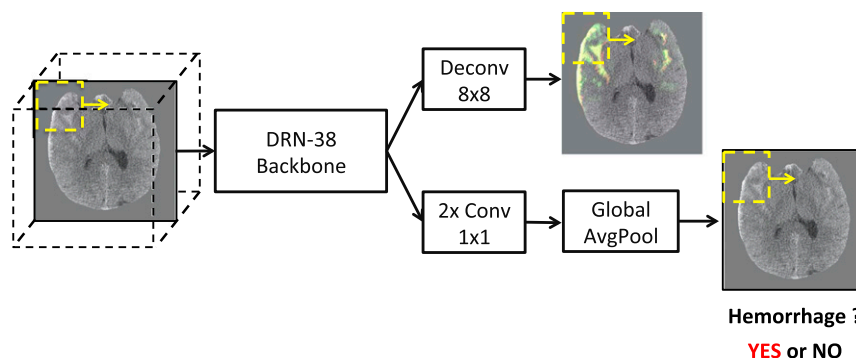 Deconv
8x8
DRN-38
Backbone
2x Conv
1x1
Global
AvgPool
Hemorrhage ?
YES or NO